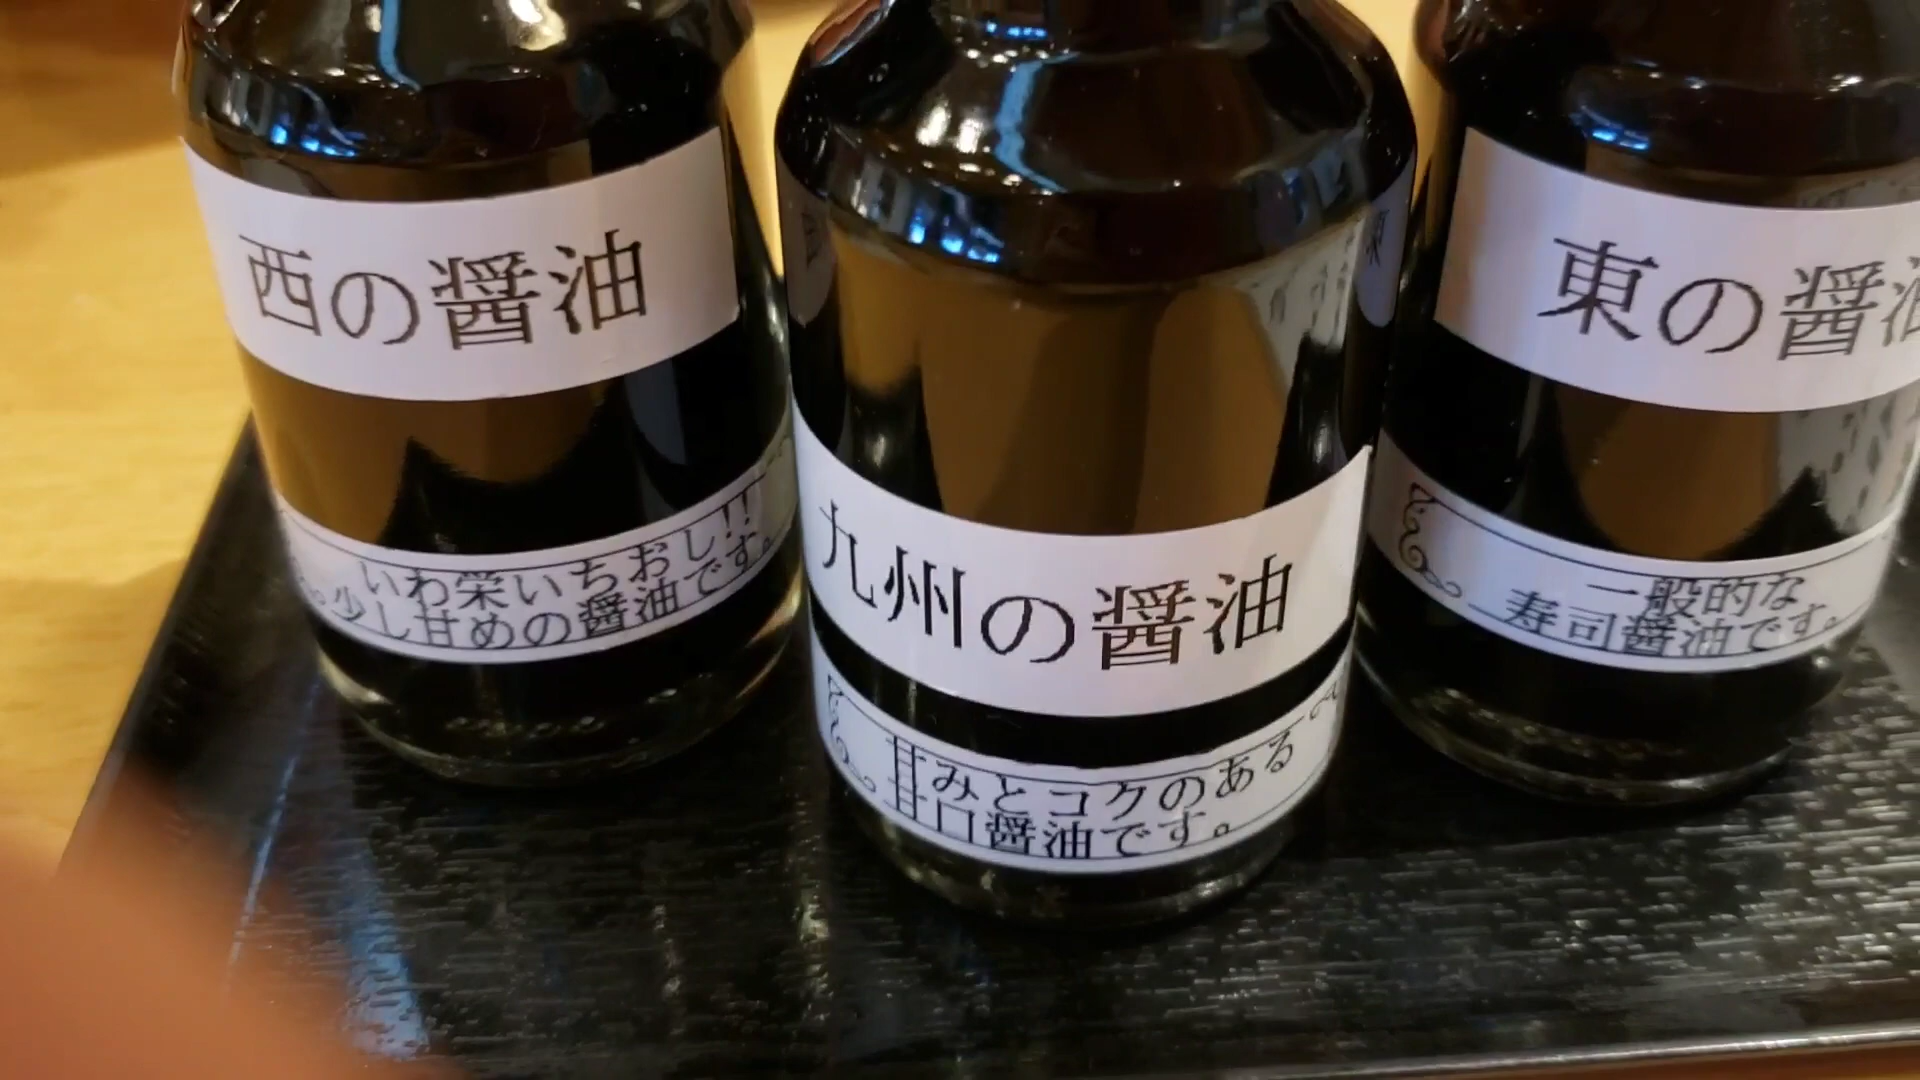 西の醤油
いわ栄いちおし!!
少し甘めの醤油です。
九州の醤油
甘みとコクのある
甘口醤油です。
東の醤油
一般的な
寿司醤油です。